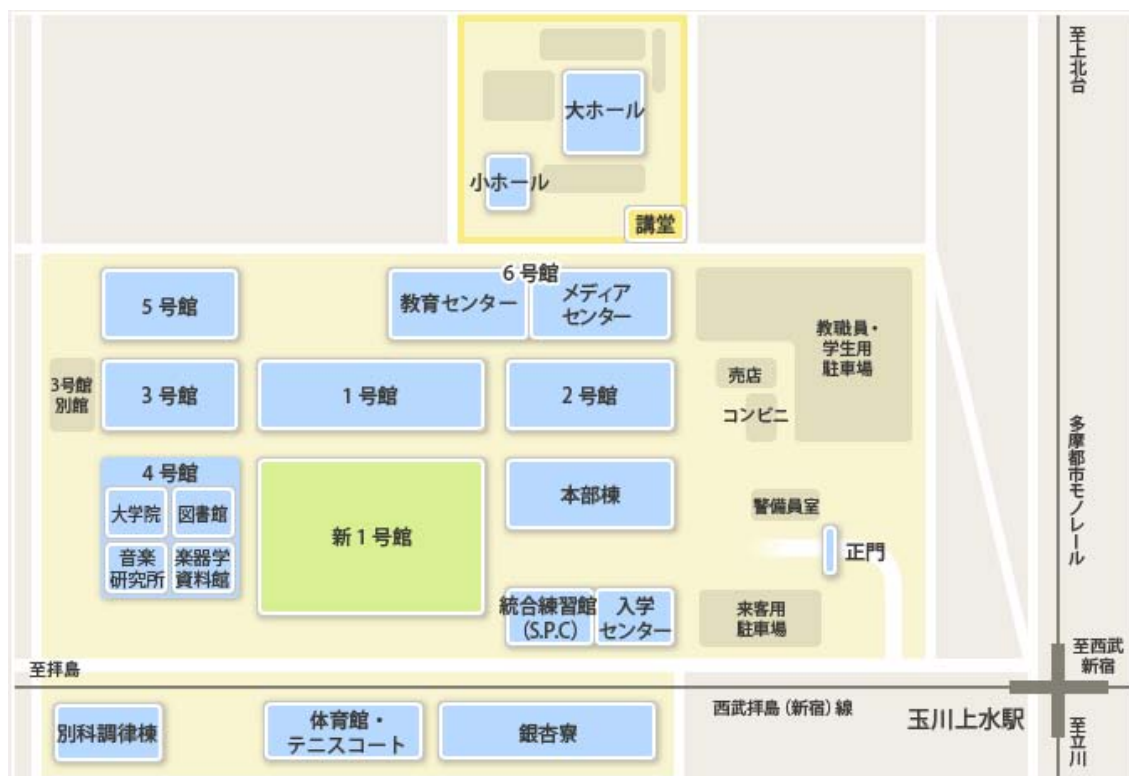 至上北台
大ホール
小ホール
講堂
6号館
教育センター
メディア
センター
5号館
教職員・
学生用
駐車場
3号館
別館
3号館
1号館
2号館
売店
コンビニ
多摩都市モノレール
4号館
大学院
図書館
音楽
研究所
楽器学
資料館
新1号館
本部棟
警備員室
正門
統合練習館
(S.P.C)
入学
センター
来客用
駐車場
至拝島
至西武
新宿
西武拝島(新宿)線
玉川上水駅
至立川
別科調律棟
体育館・
テニスコート
銀杏寮